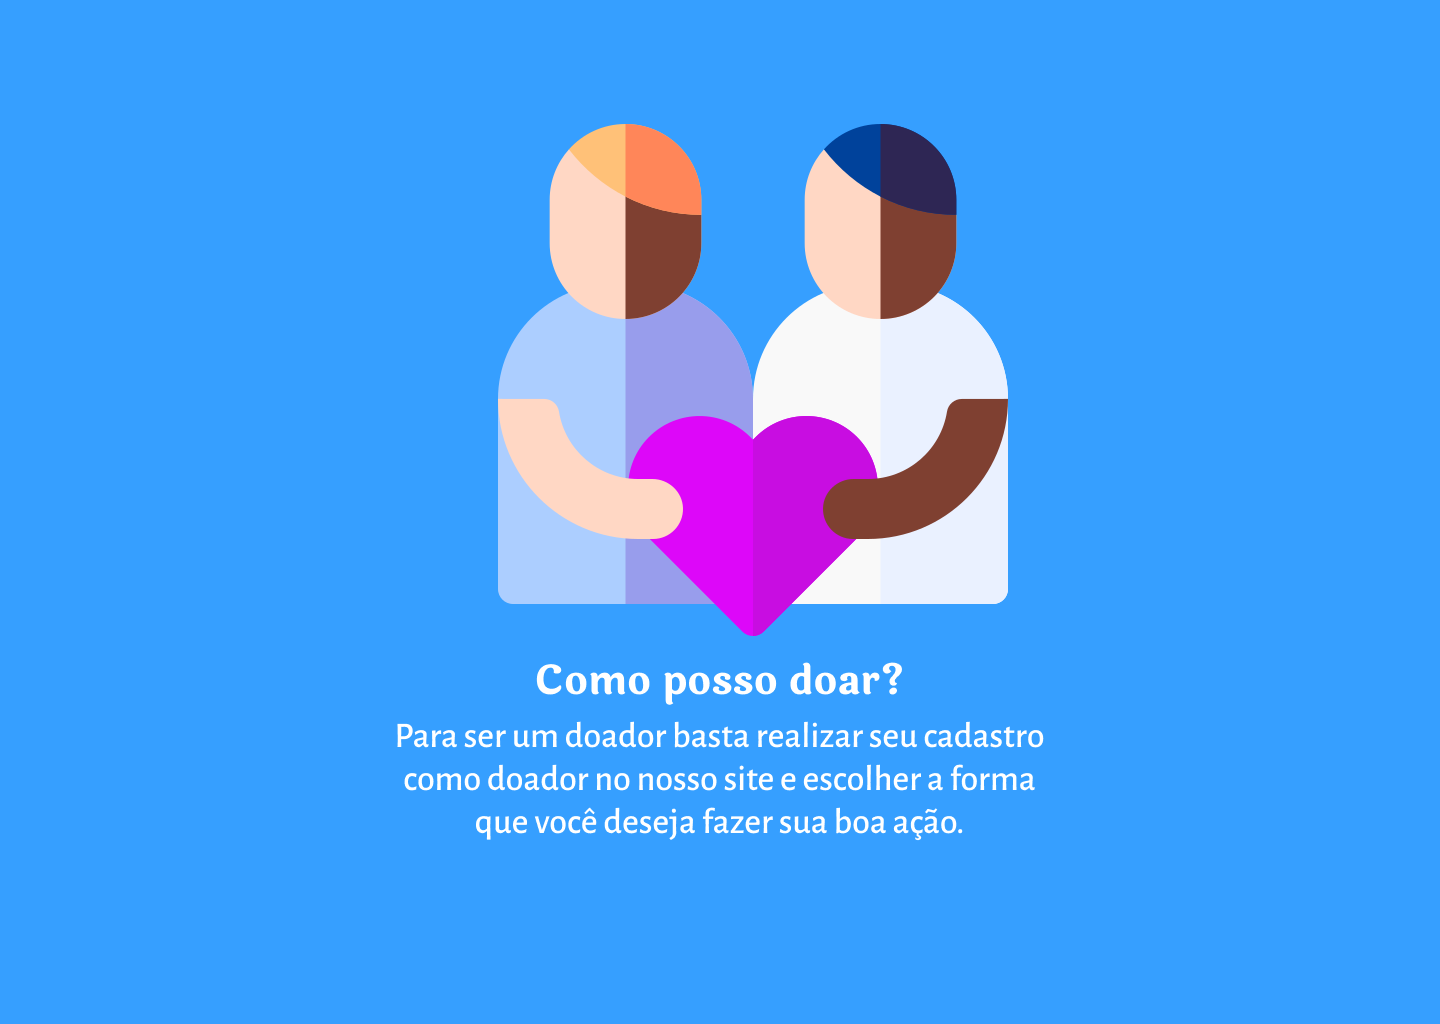 Como posso doar?
Para ser um doador basta realizar seu cadastro
como doador no nosso site e escolher a forma
que você deseja fazer sua boa ação.